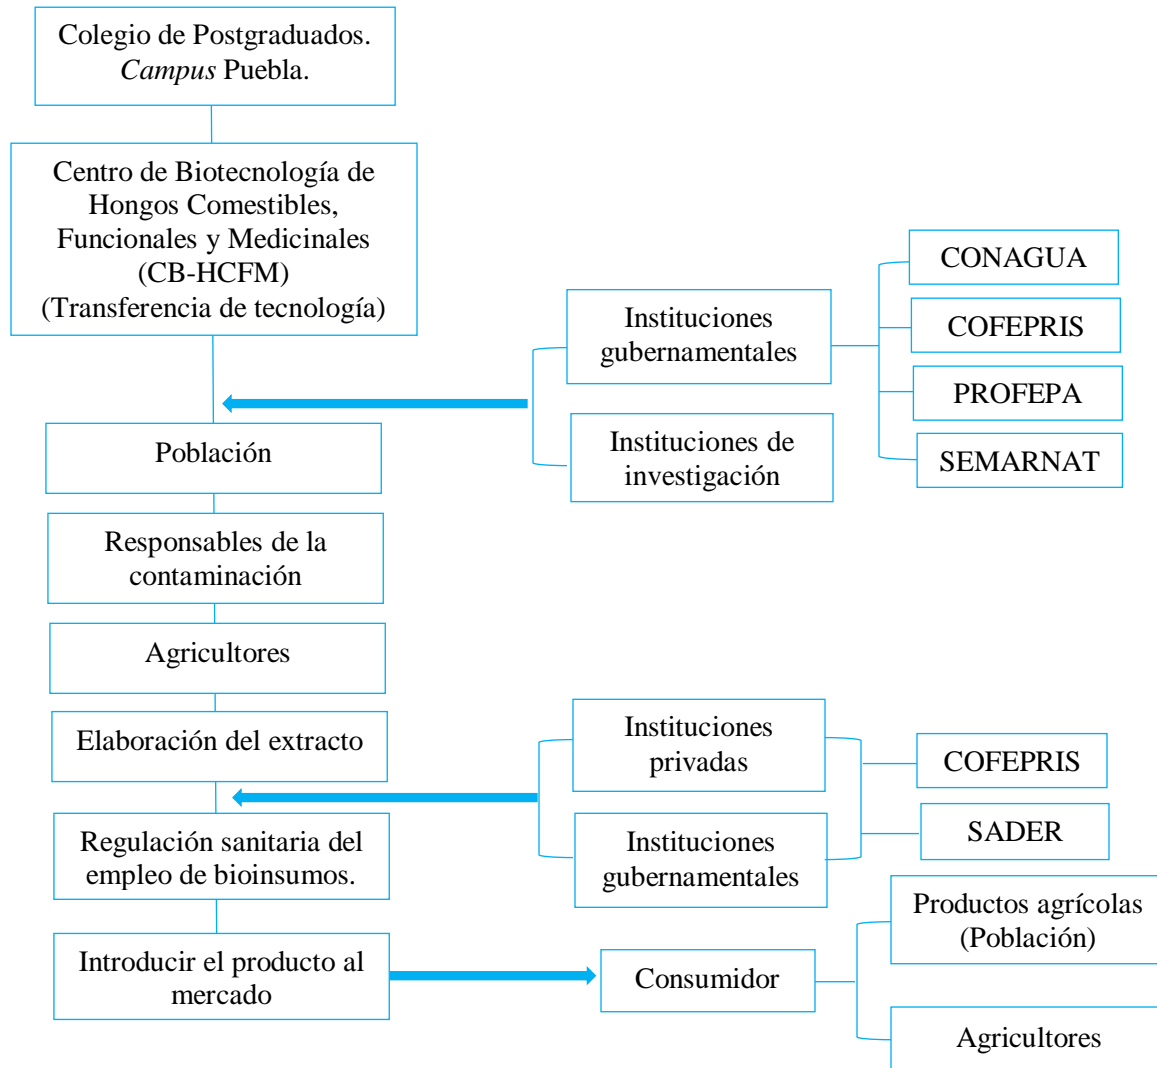 Colegio de Postgraduados.
Campus Puebla.
Centro de Biotecnología de
Hongos Comestibles,
Funcionales y Medicinales
(CB-HCFM)
(Transferencia de tecnología)
Instituciones
gubernamentales
CONAGUA
COFEPRIS
PROFEPA
SEMARNAT
Instituciones de
investigación
Población
Responsables de la
contaminación
Agricultores
Elaboración del extracto
Instituciones
privadas
COFEPRIS
SADER
Instituciones
gubernamentales
Regulación sanitaria del
empleo de bioinsumos.
Introducir el producto al
mercado
Consumidor
Productos agrícolas
(Población)
Agricultores